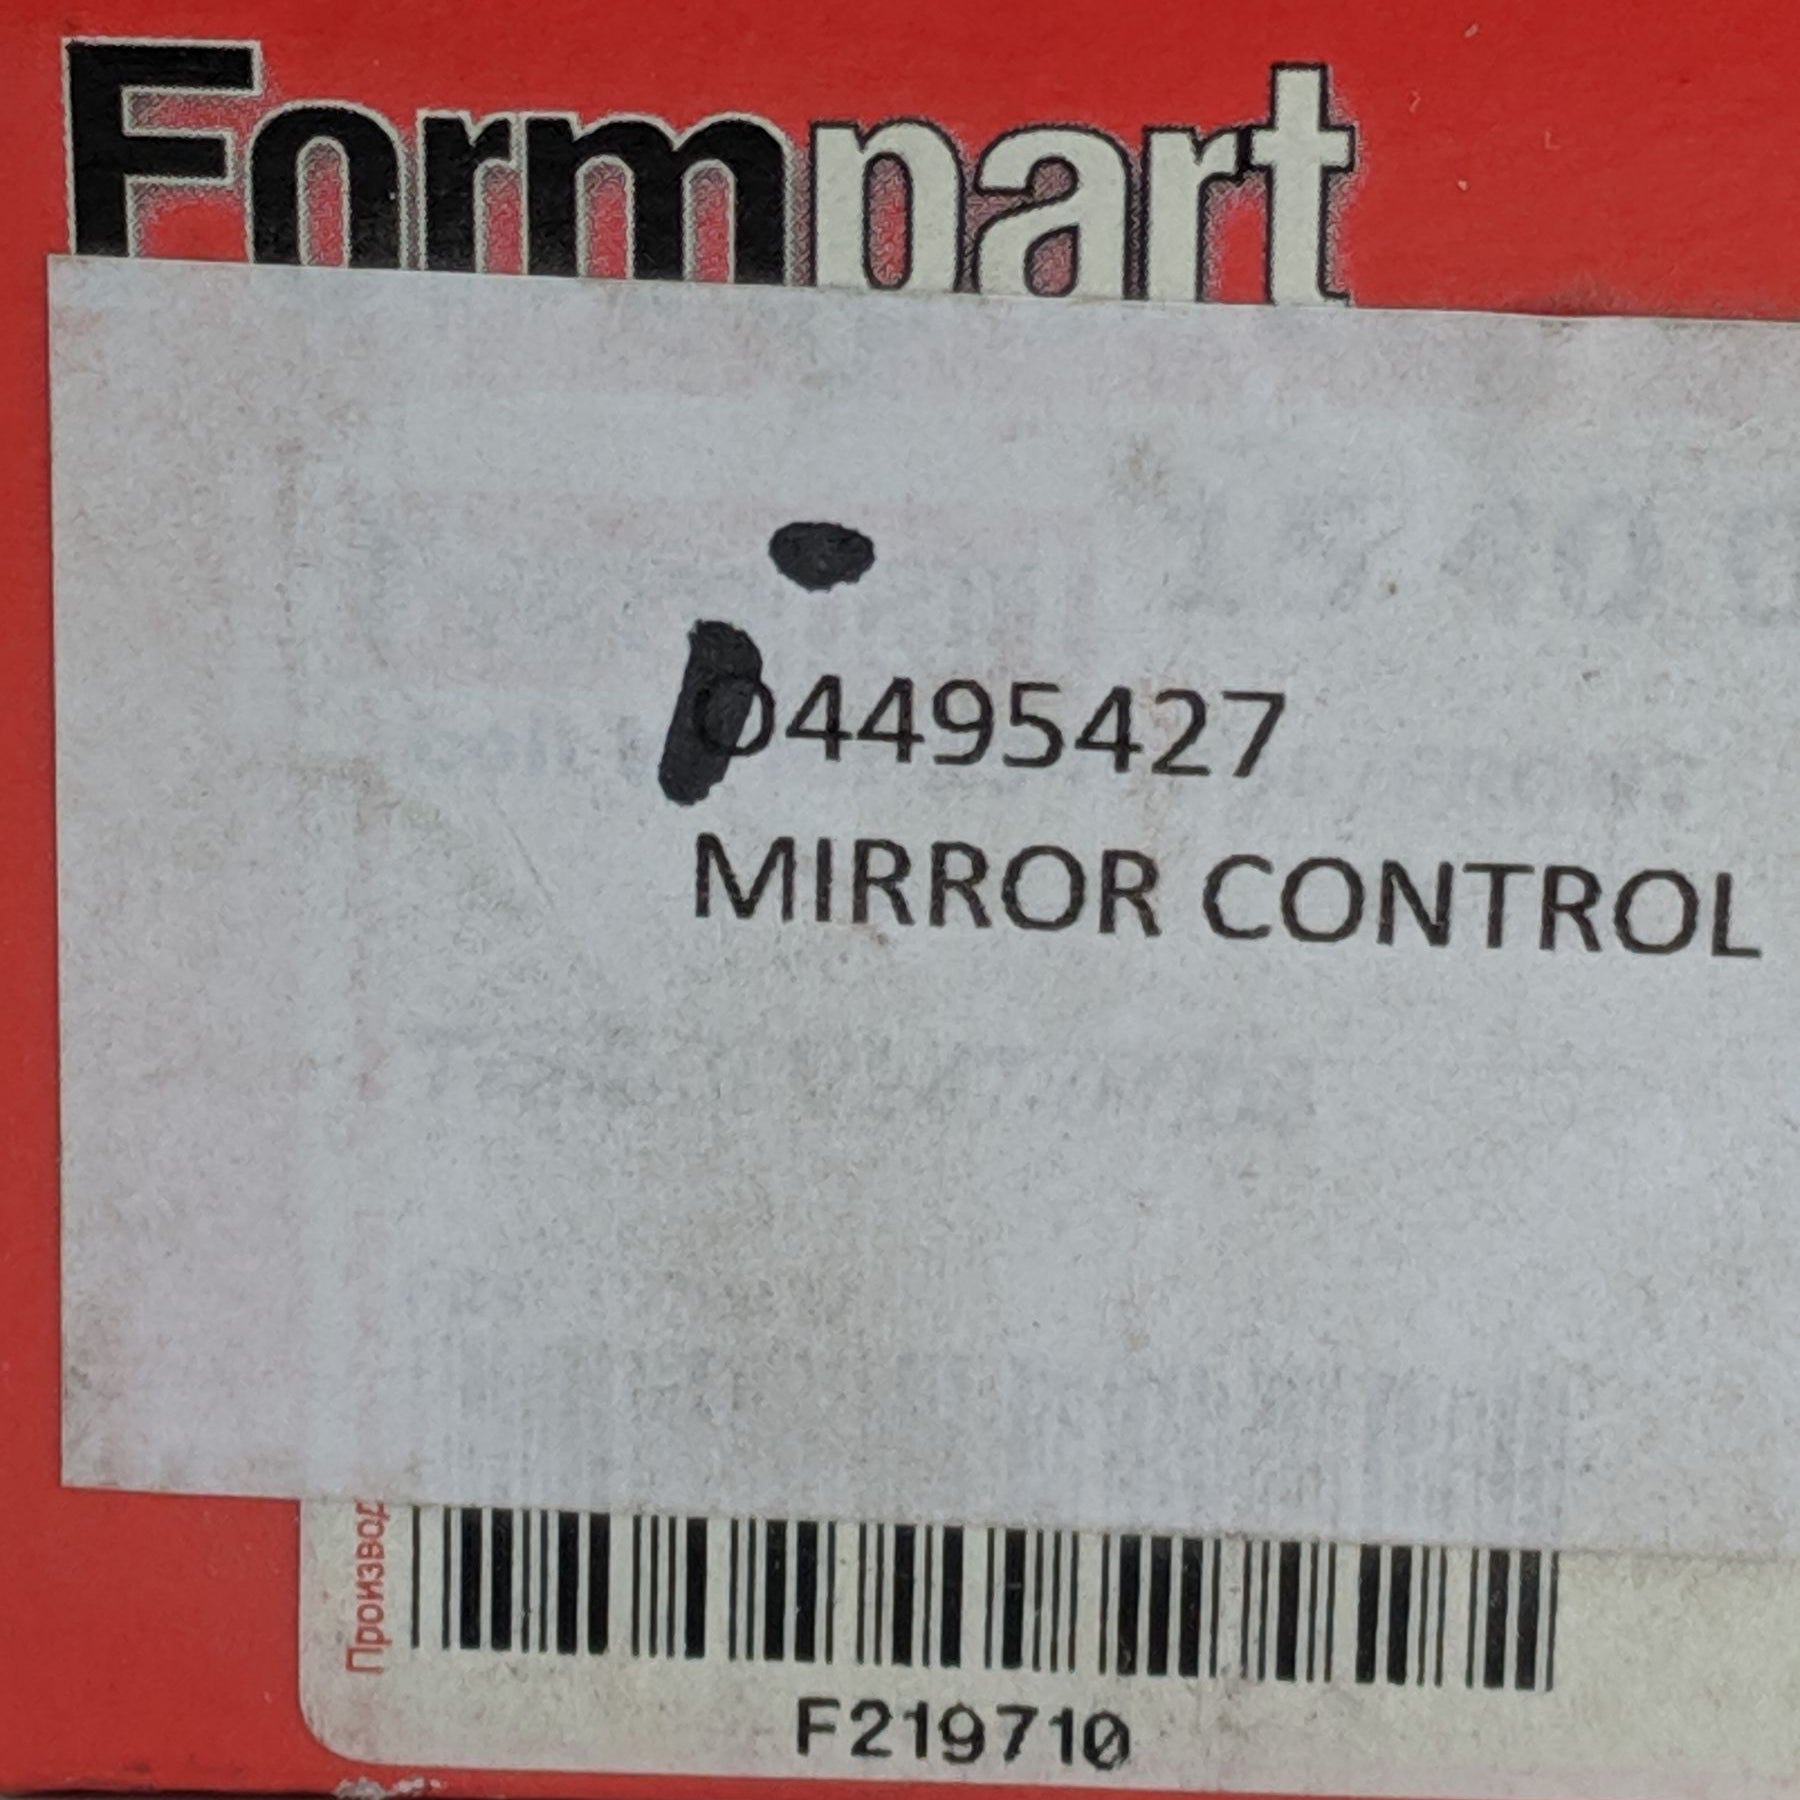 Formpart
04495427
MIRROR CONTROL
Производ
F219710